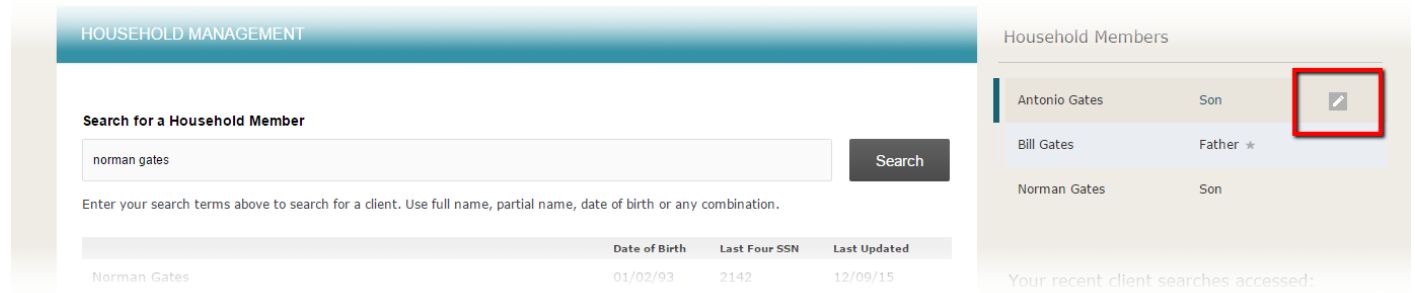 HOUSEHOLD MANAGEMENT
Search for a Household Member
norman gates
Search
Enter your search terms above to search for a client. Use full name, partial name, date of birth or any combination.
Date of Birth Last Four SSN Last Updated
Norman Gates 01/02/93 2142 12/09/15
Household Members
Antonio Gates Son
Bill Gates Father ★
Norman Gates Son
Your recent client searches accessed: